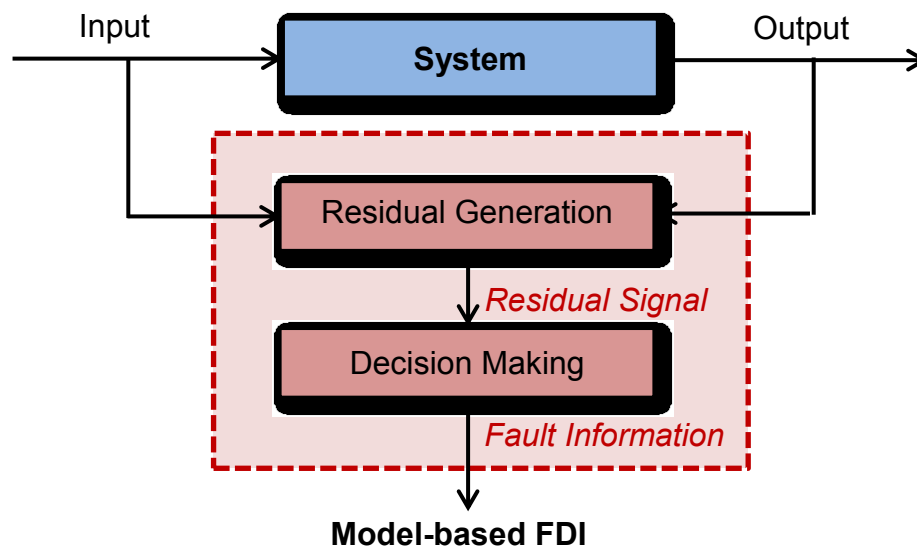 Input
System
Output
Residual Generation
Residual Signal
Decision Making
Fault Information
Model-based FDI